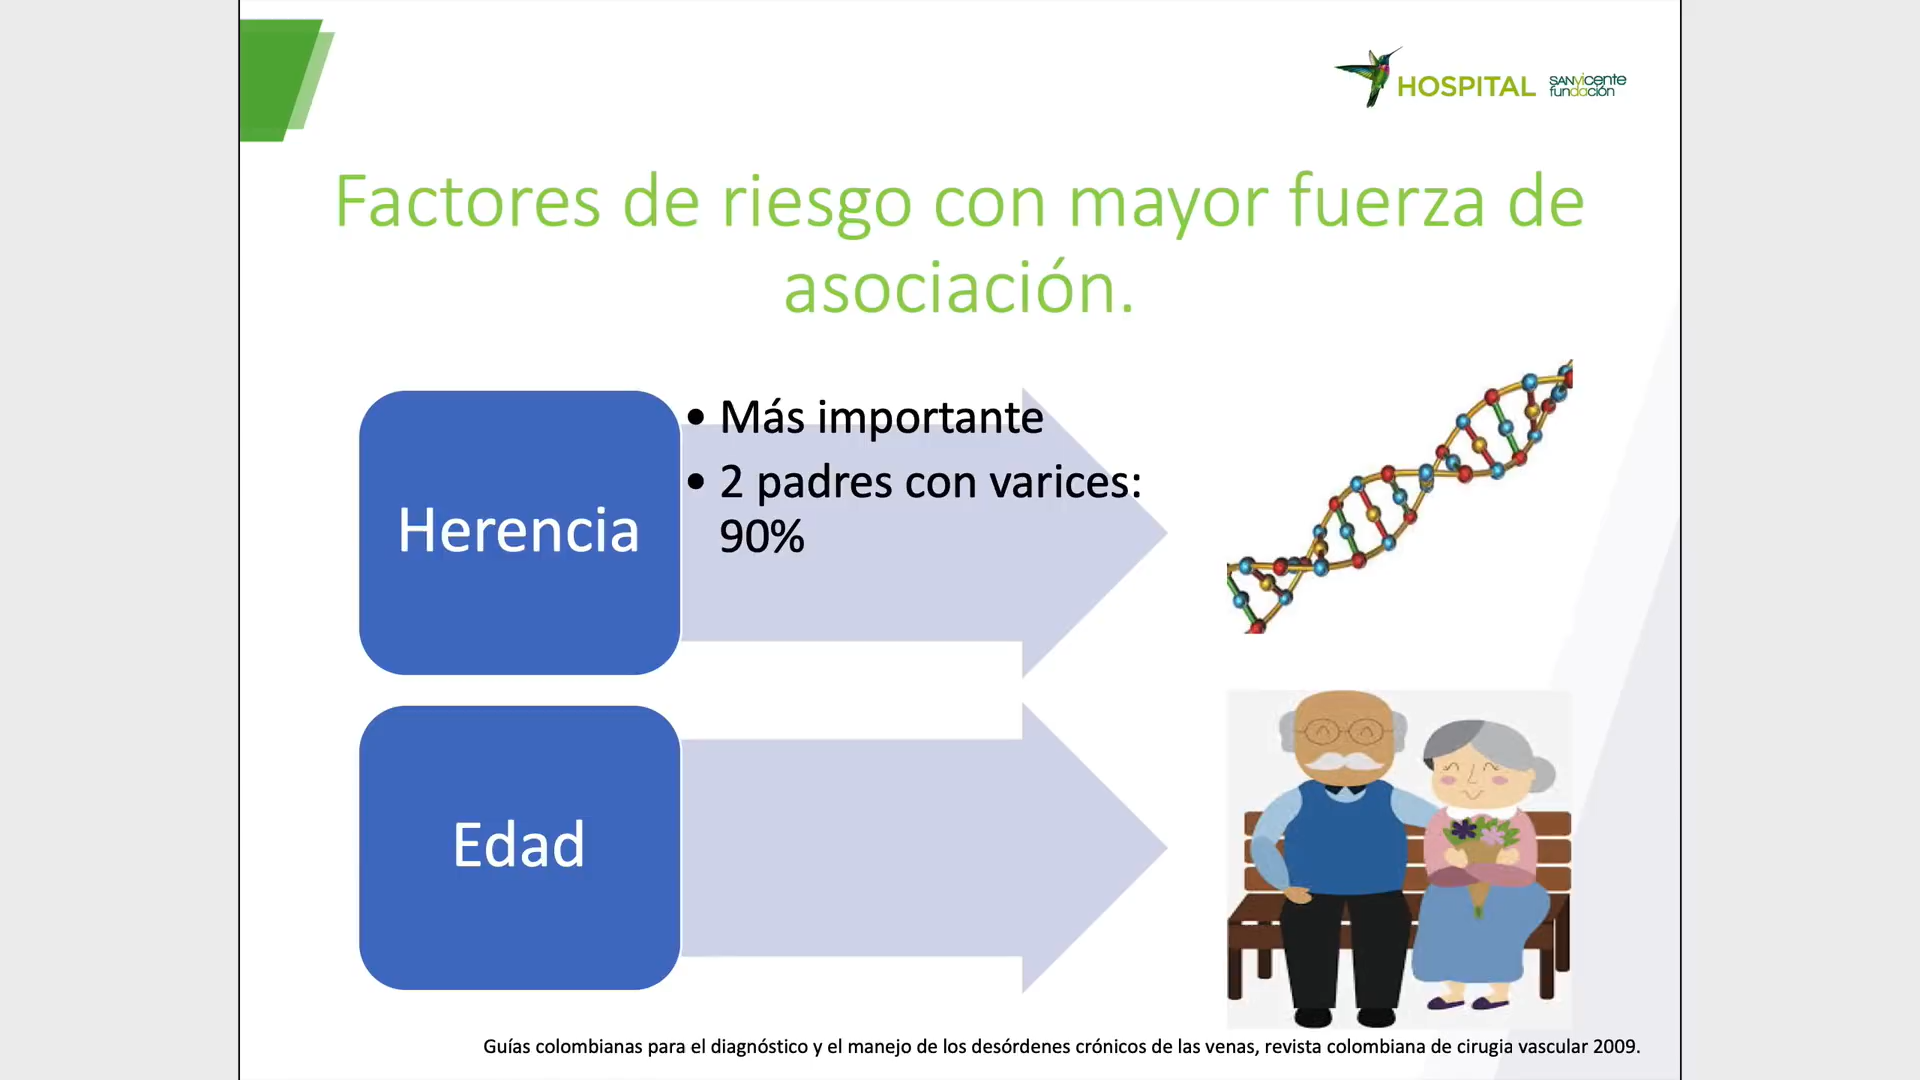 HOSPITAL
SANvicente
fundación
Factores de riesgo con mayor fuerza de
asociación.
Herencia
• Más importante
• 2 padres con varices:
90%
Edad
Guías colombianas para el diagnóstico y el manejo de los desórdenes crónicos de las venas, revista colombiana de cirugia vascular 2009.